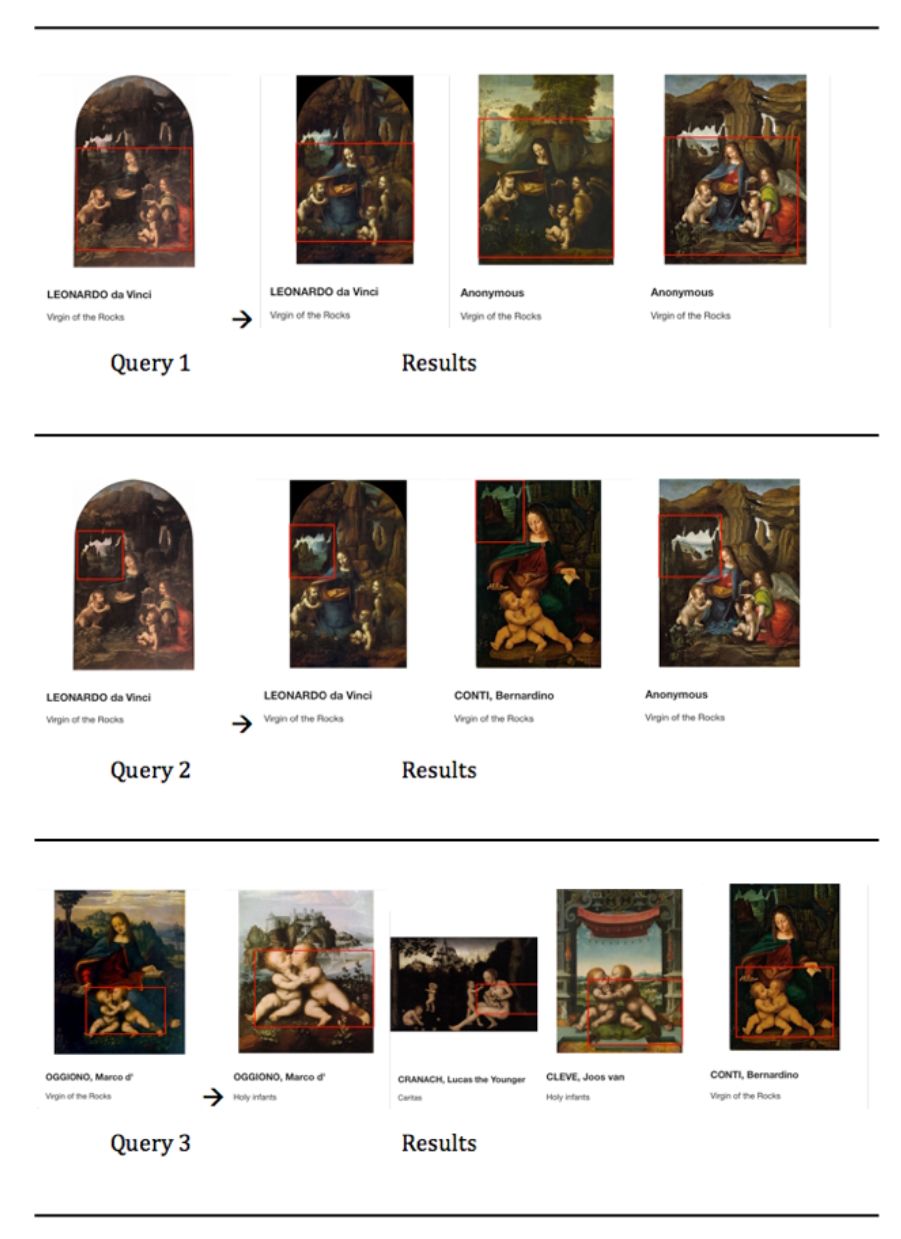 LEONARDO da Vinci
Virgin of the Rocks
→
LEONARDO da Vinci
Virgin of the Rocks
Anonymous
Virgin of the Rocks
Anonymous
Virgin of the Rocks
Query 1
Results
LEONARDO da Vinci
Virgin of the Rocks
→
LEONARDO da Vinci
Virgin of the Rocks
CONTI, Bernardino
Virgin of the Rocks
Anonymous
Virgin of the Rocks
Query 2
Results
OGGIONO, Marco d'
Virgin of the Rocks
→
OGGIONO, Marco d'
Holy infants
CRANACH, Lucas the Younger
Caritas
CLEVE, Joos van
Holy infants
CONTI, Bernardino
Virgin of the Rocks
Query 3
Results